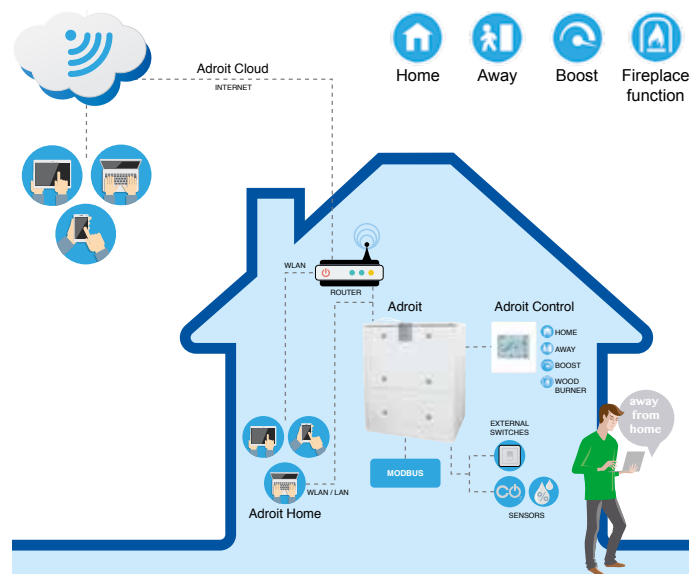 Adroit Cloud
INTERNET
Home
Away
Boost
Fireplace
function
WLAN
ROUTER
Adroit
Adroit Control
HOME
AWAY
BOOST
WOOD
BURNER
away
from
home
EXTERNAL
SWITCHES
MODBUS
%
WLAN / LAN
SENSORS
Adroit Home